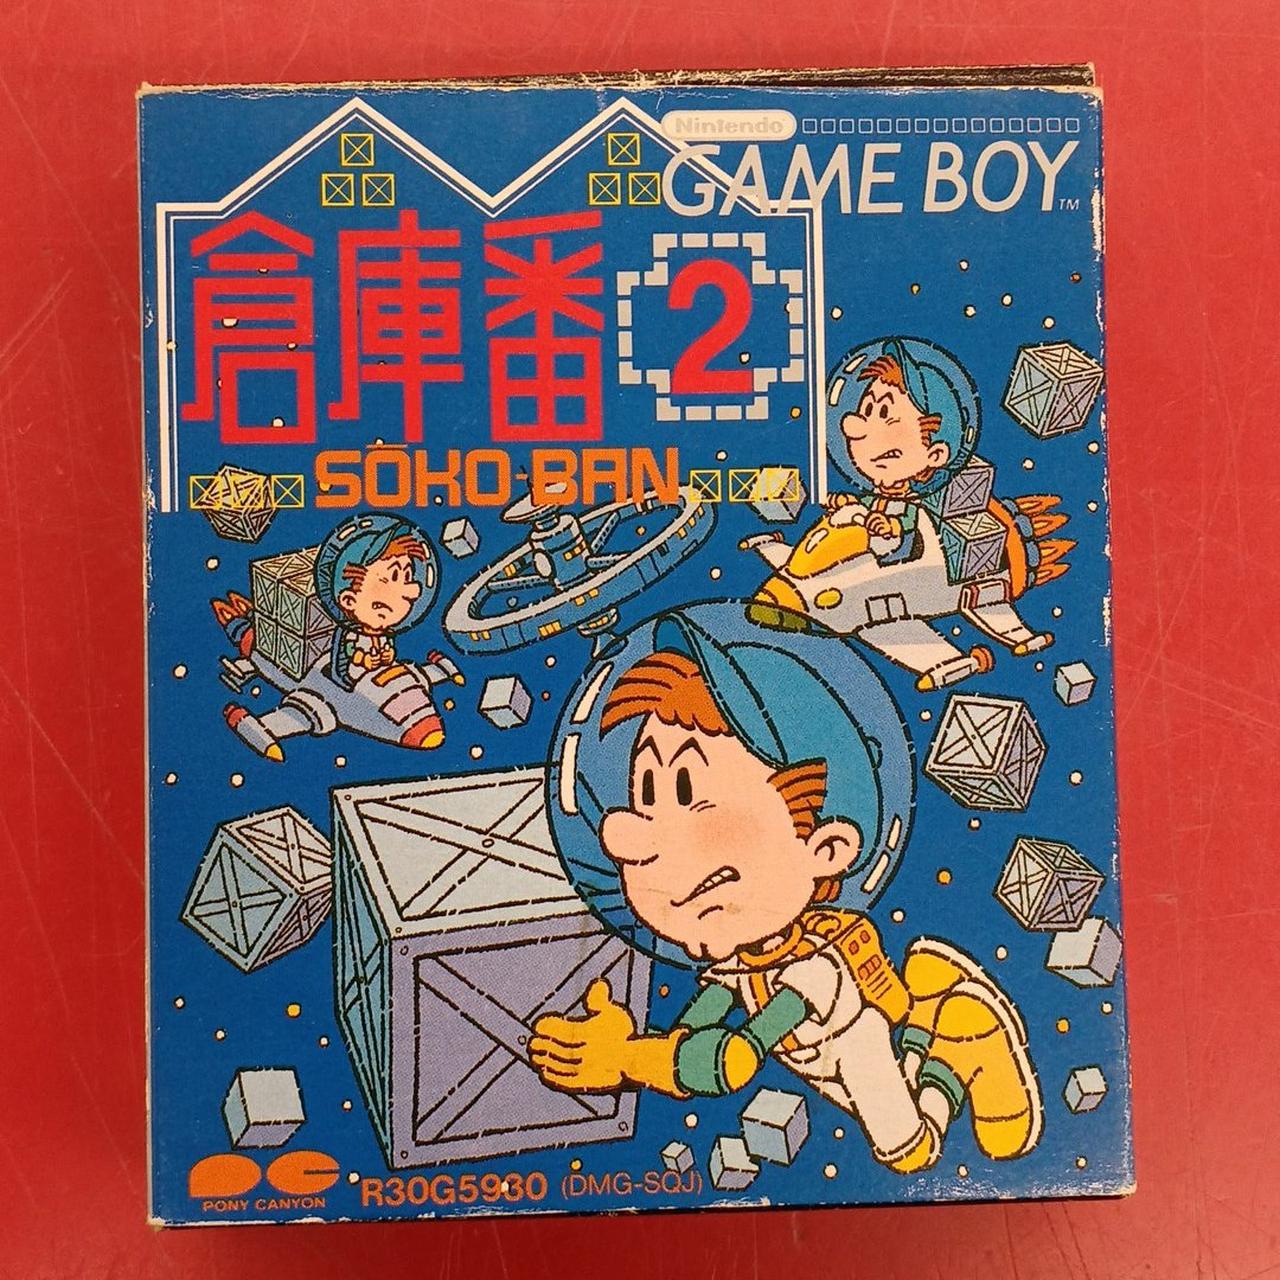 Nintendo
GAME BOY™
倉庫番2
SŌKO-BAN
PONY CANYON
R30G5930 (DMG-SQJ)